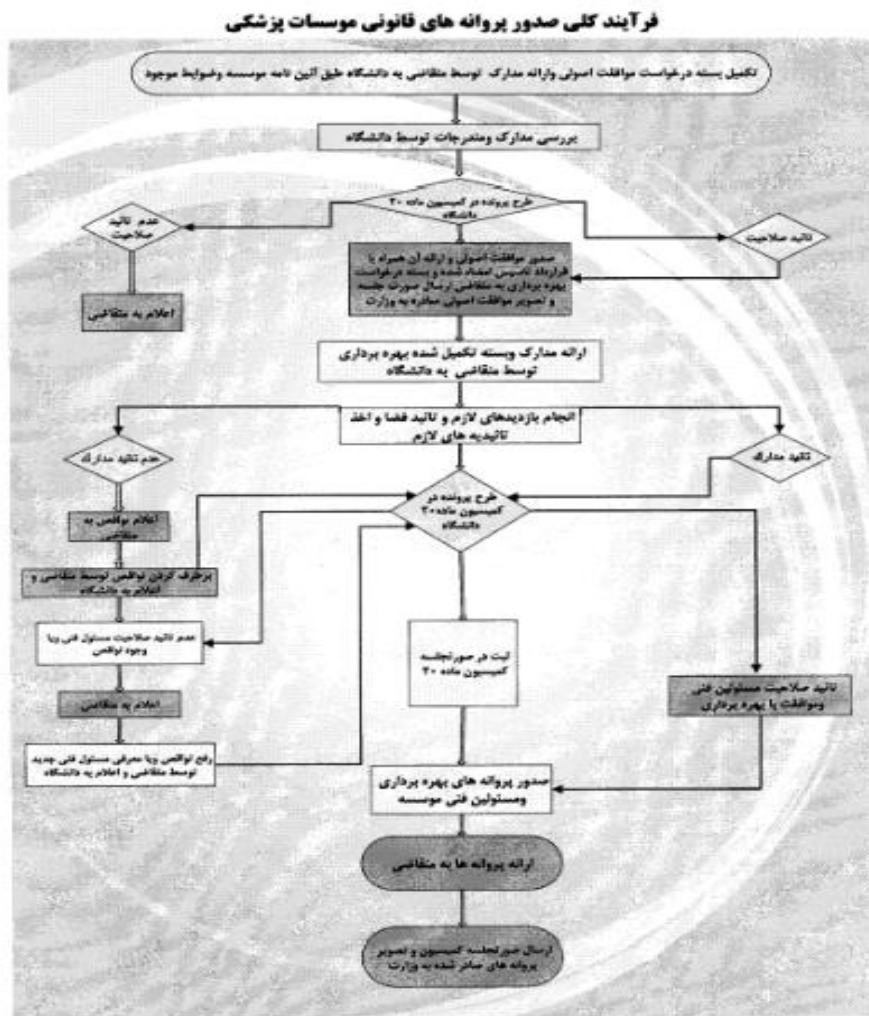 فرآیند کلی صدور پروانه های قانونی موسسات پزشکی
تکمیل بسته درخواست موافقت اصولی وارائه مدارک توسط متقاضی به دانشگاه طبق آئین نامه موسسه وضوابط موجود
بررسی مدارک ومندرجات توسط دانشگاه
طرح پرونده در کمیسیون ماده ۲۰
دانشگاه
تائید صلاحیت
عدم تائید
صلاحیت
صدور موافقت اصولی و ارائه آن همراه با
قرارداد تاسیس امضاء شده و بسته درخواست
بهره برداری به متقاضی ارسال صورت جلسه
و تصویر موافقت اصولی صادره به وزارت
اعلام به متقاضی
ارائه مدارک وبسته تکمیل شده بهره برداری
توسط متقاضی به دانشگاه
انجام بازدیدهای لازم و تائید فضا و اخذ
تائیدیه های لازم
تائید مدارک
عدم تائید مدارک
طرح پرونده در
کمیسیون ماده۲۰
دانشگاه
اعلام نواقص به
متقاضی
برطرف کردن نواقص توسط متقاضی و
اعلام به دانشگاه
عدم تائید صلاحیت مسئول فنی ویا
وجود نواقص
ثبت در صورتجلسه
کمیسیون ماده ۲۰
تائید صلاحیت مسئولین فنی
وموافقت با بهره برداری
اعلام به متقاضی
رفع نواقص ویا معرفی مسئول فنی جدید
توسط متقاضی و اعلام به دانشگاه
صدور پروانه های بهره برداری
ومسئولین فنی موسسه
ارائه پروانه ها به متقاضی
ارسال صورتجلسه کمیسیون و تصویر
پروانه های صادر شده به وزارت